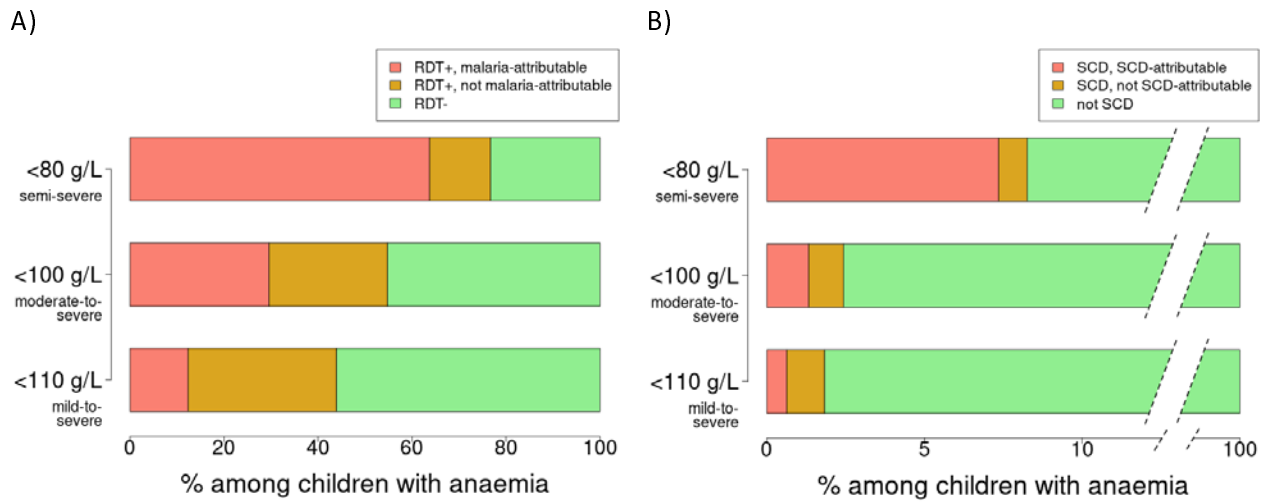 A)
RDT+, malaria-attributable
RDT+, not malaria-attributable
RDT-
<80 g/L
semi-severe
<100 g/L
moderate-to-
severe
<110 g/L
mild-to-
severe
0 20 40 60 80 100
% among children with anaemia
B)
SCD, SCD-attributable
SCD, not SCD-attributable
not SCD
<80 g/L
semi-severe
<100 g/L
moderate-to-
severe
<110 g/L
mild-to-
severe
0 5 10 100
% among children with anaemia